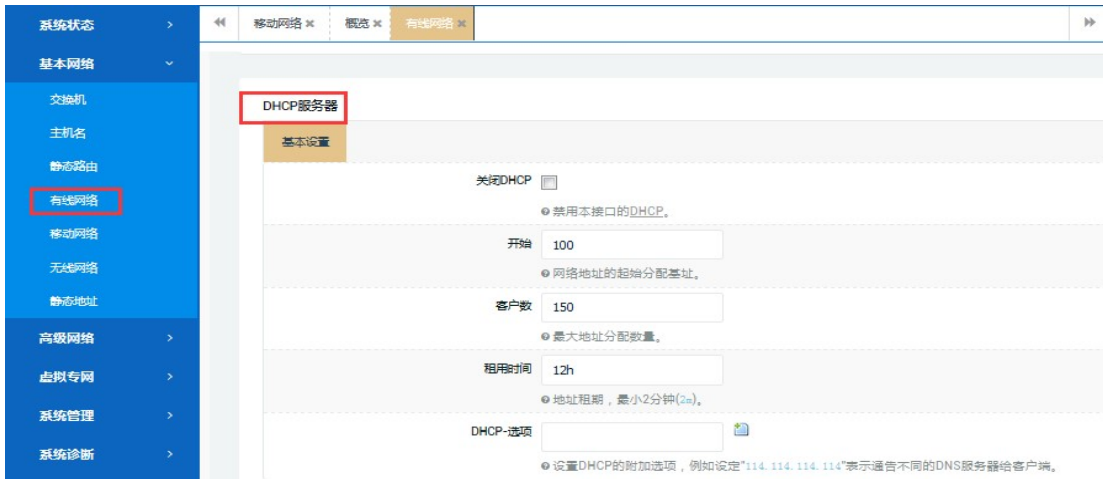 系统状态
移动网络 概览 有线网络
基本网络
交换机
主机名
静态路由
有线网络
移动网络
无线网络
静态地址
高级网络
虚拟专网
系统管理
系统诊断
DHCP服务器
基本设置
关闭DHCP
禁用本接口的DHCP。
开始 100
网络地址的起始分配基址。
客户数 150
最大地址分配数量。
租用时间 12h
地址租期，最小2分钟(2m)。
DHCP-选项
设置DHCP的附加选项，例如设定"114.114.114.114"表示通告不同的DNS服务器给客户端。